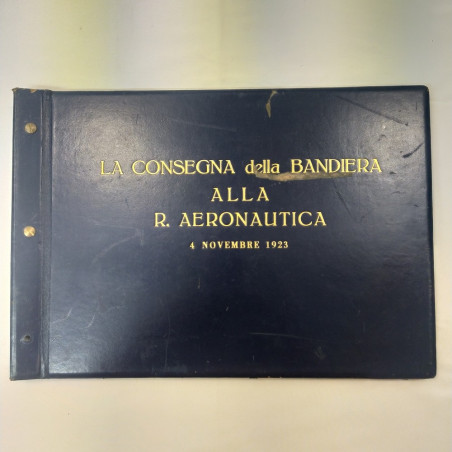 LA CONSEGNA della BANDIERA
ALLA
R. AERONAUTICA
4 NOVEMBRE 1923